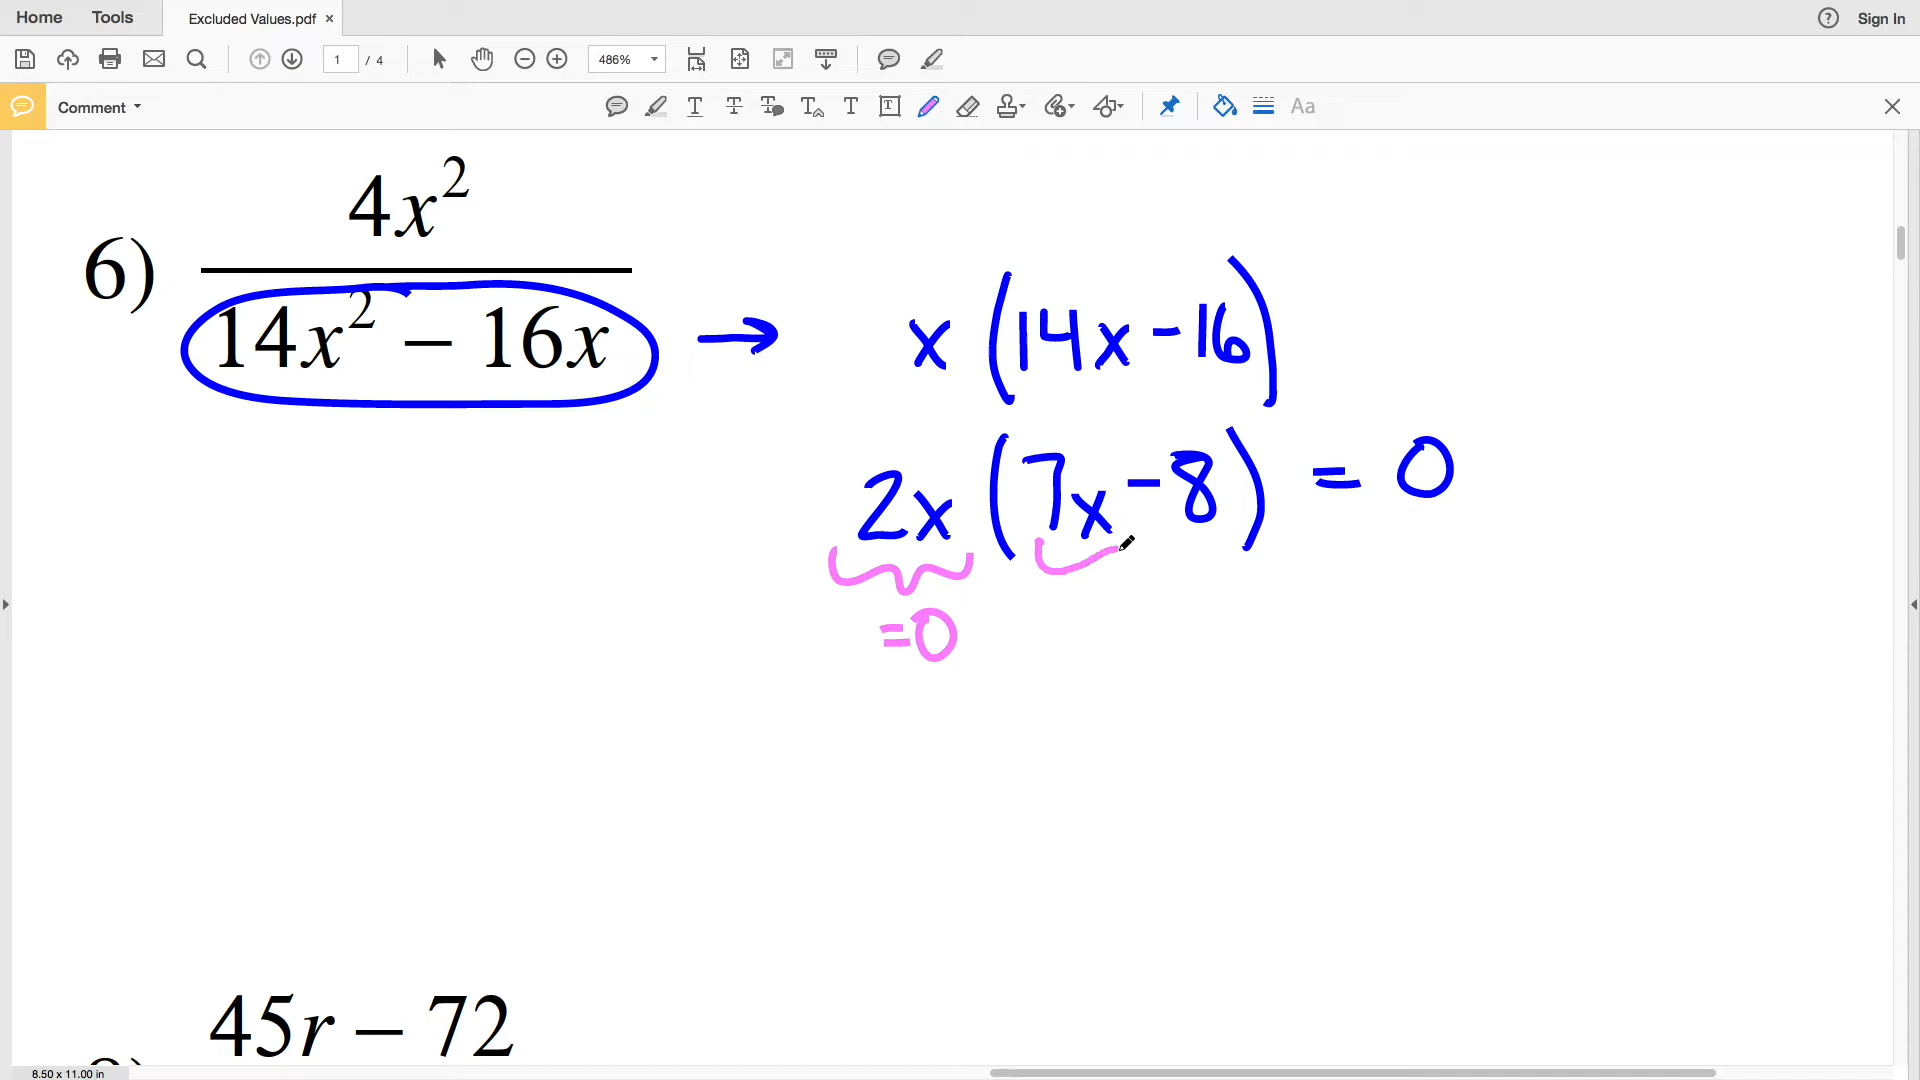 Home Tools Excluded Values.pdf × ? Sign In
1 / 4 486%
Comment T T T T T T Aa
4x²
6) 14x² − 16x → x(14x−16)
2x(7x−8) = 0
=0
45r − 72
8.50 x 11.00 in